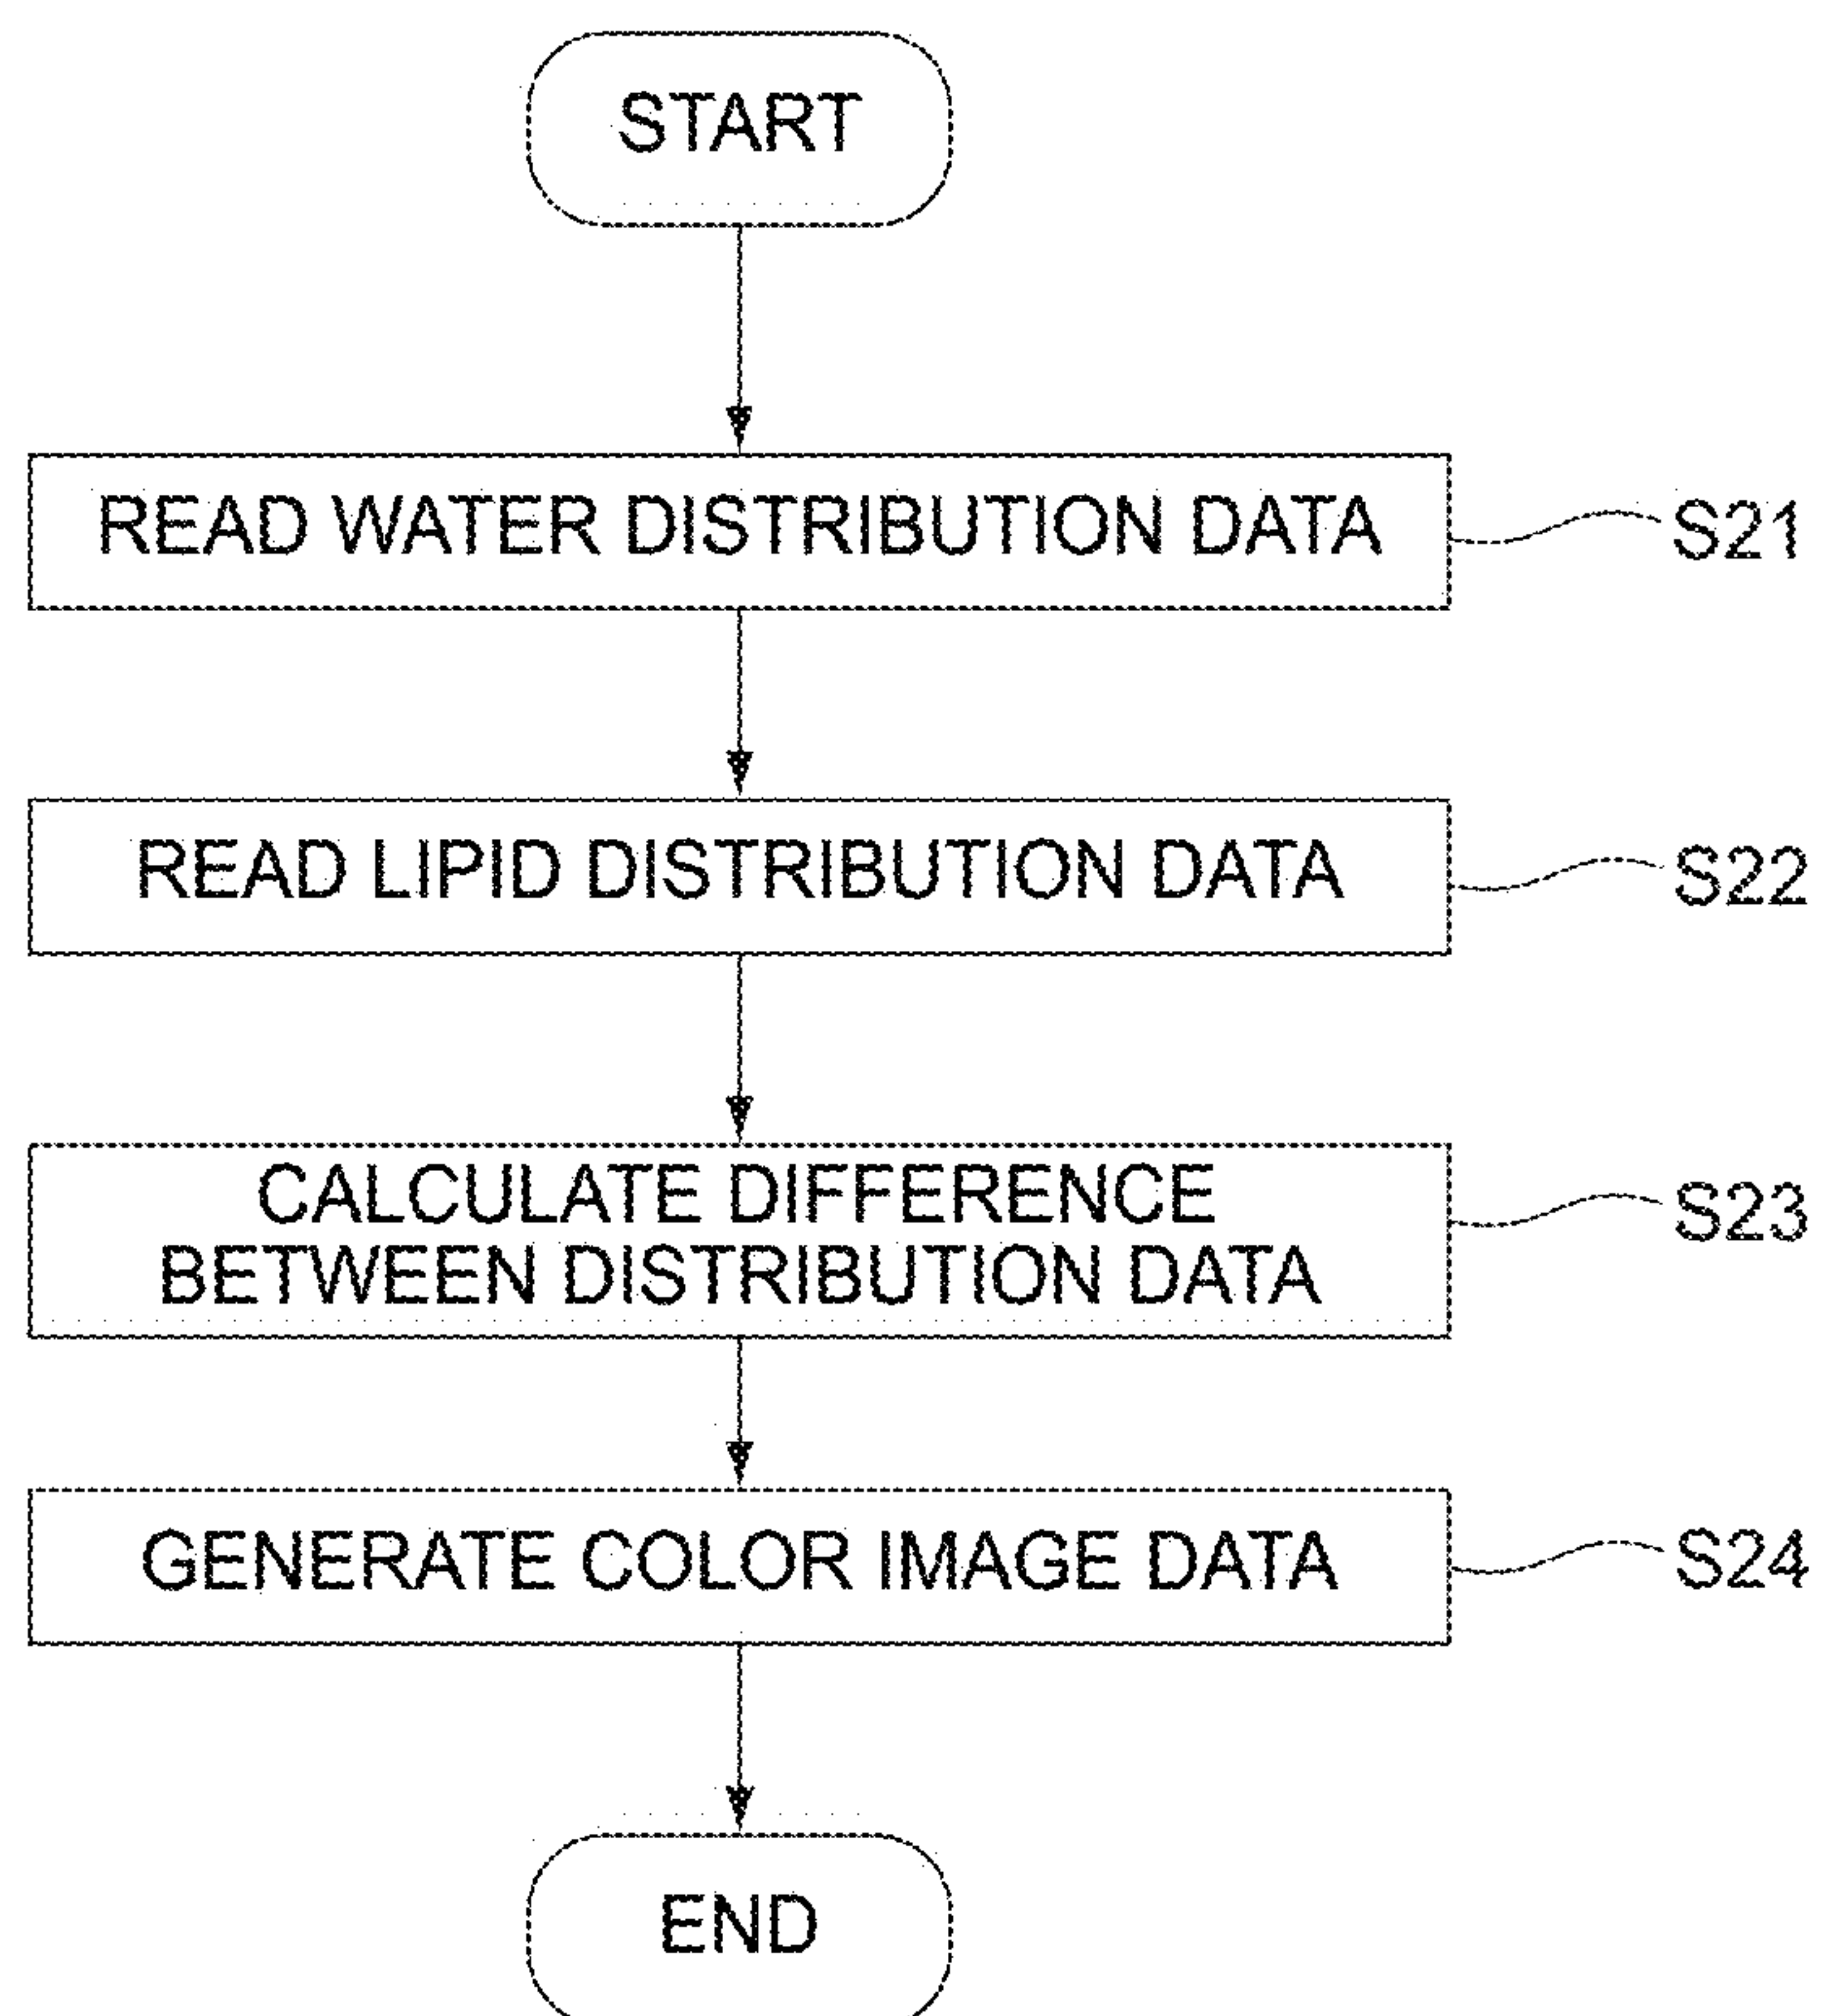 START
READ WATER DISTRIBUTION DATA
S21
READ LIPID DISTRIBUTION DATA
S22
CALCULATE DIFFERENCE
BETWEEN DISTRIBUTION DATA
S23
GENERATE COLOR IMAGE DATA
S24
END